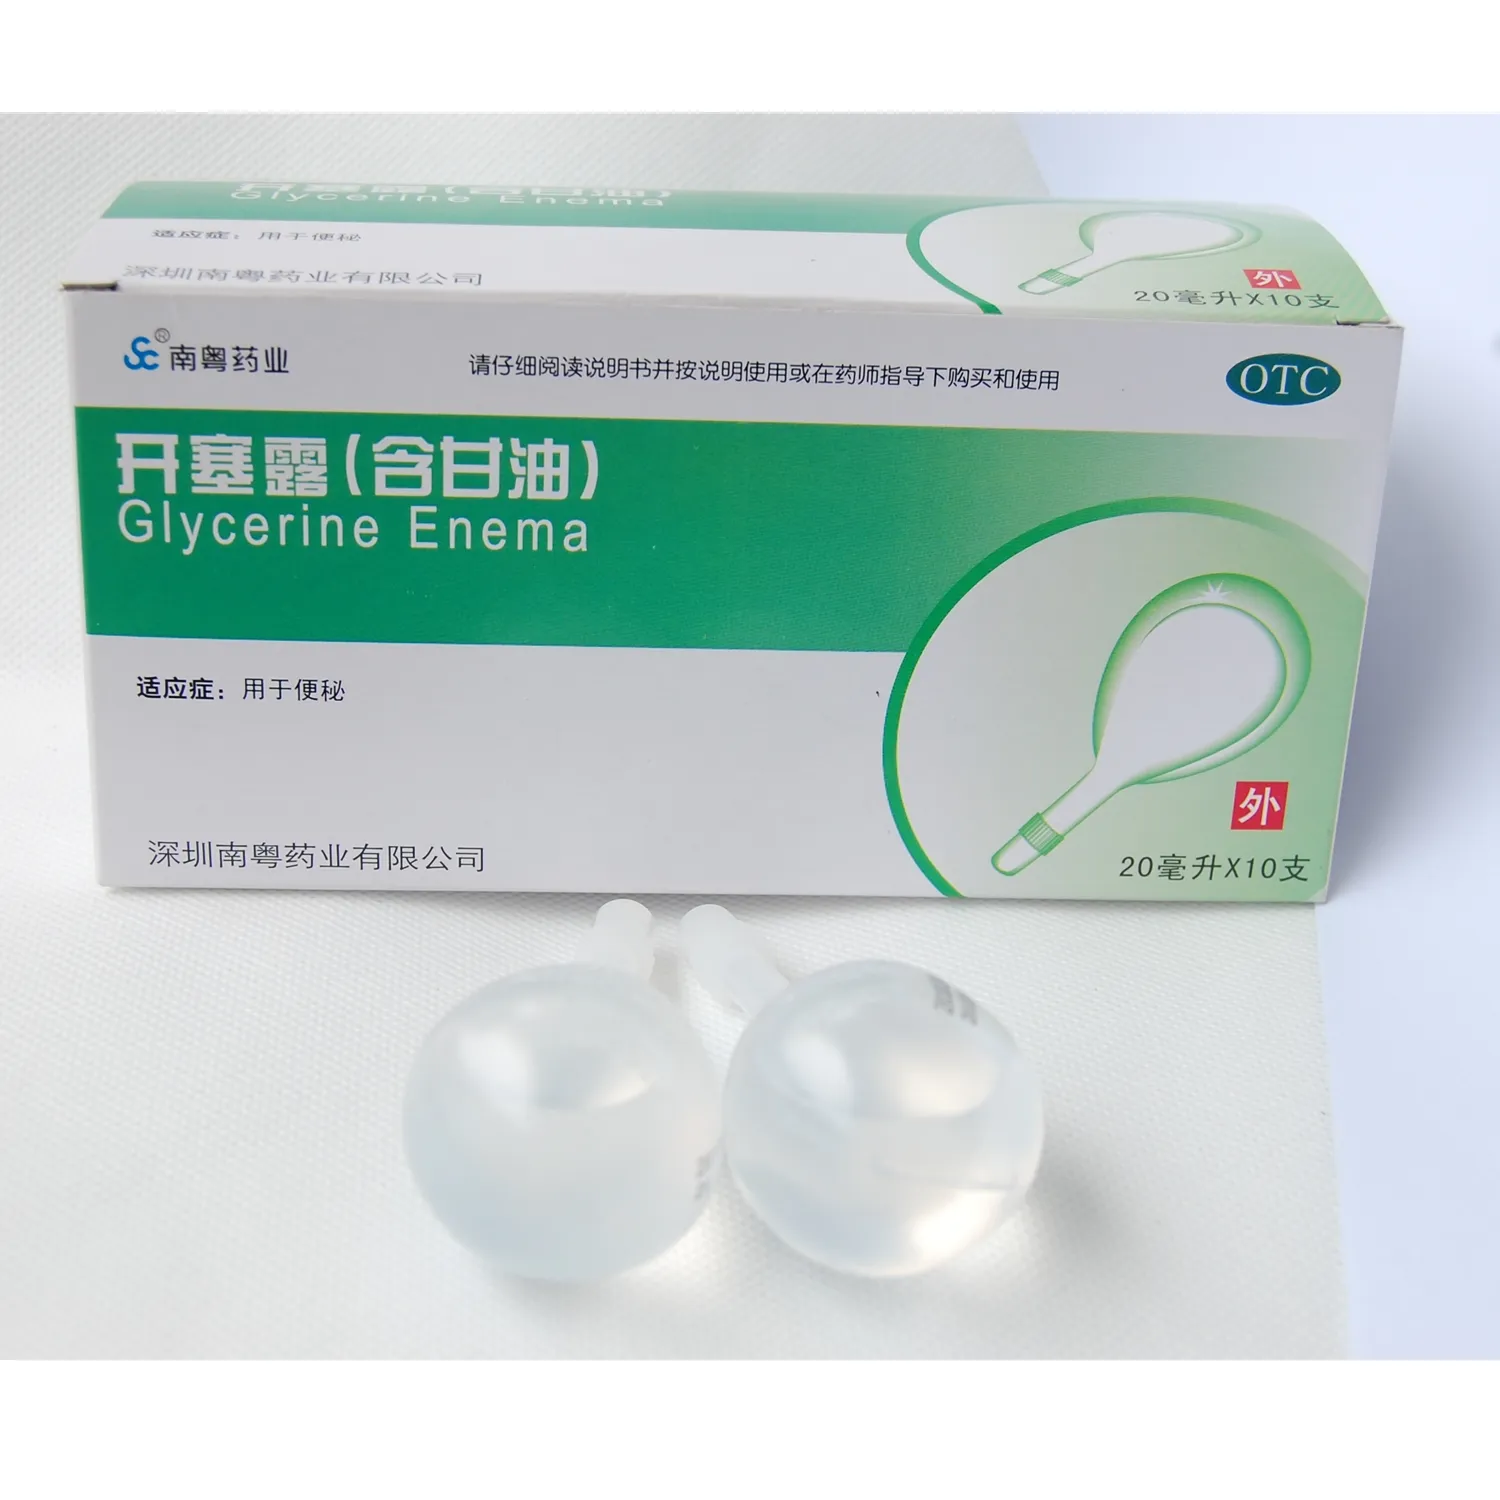 开塞露(含甘油)
Glycerine Enema
适应症：用于便秘
深圳南粤药业有限公司
外
20毫升X10支
南粤药业®
请仔细阅读说明书并按说明使用或在药师指导下购买和使用
OTC
开塞露(含甘油)
Glycerine Enema
适应症：用于便秘
外
深圳南粤药业有限公司
20毫升X10支